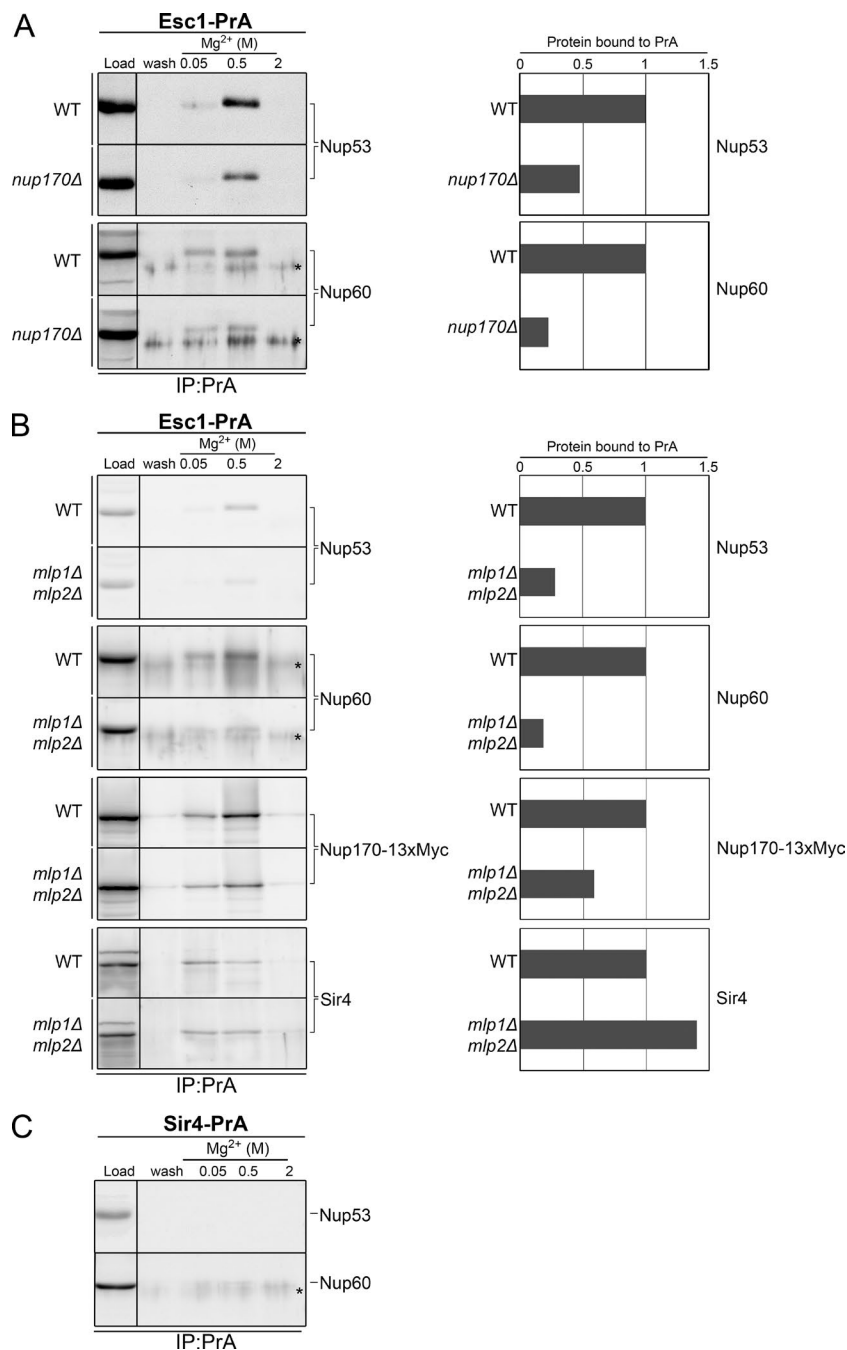 A
Esc1-PrA
Mg2+ (M)
Load wash 0.05 0.5 2
WT
Nup53
nup170Δ
WT
*
Nup60
nup170Δ
*
IP:PrA
Protein bound to PrA
0 0.5 1 1.5
WT
Nup53
nup170Δ
WT
Nup60
nup170Δ
B
Esc1-PrA
Mg2+ (M)
Load wash 0.05 0.5 2
WT
Nup53
mlp1Δ
mlp2Δ
WT
*
Nup60
mlp1Δ
mlp2Δ
*
WT
Nup170-13xMyc
mlp1Δ
mlp2Δ
WT
Sir4
mlp1Δ
mlp2Δ
IP:PrA
Protein bound to PrA
0 0.5 1 1.5
WT
Nup53
mlp1Δ
mlp2Δ
WT
Nup60
mlp1Δ
mlp2Δ
WT
Nup170-13xMyc
mlp1Δ
mlp2Δ
WT
Sir4
mlp1Δ
mlp2Δ
C
Sir4-PrA
Mg2+ (M)
Load wash 0.05 0.5 2
Nup53
Nup60
*
IP:PrA